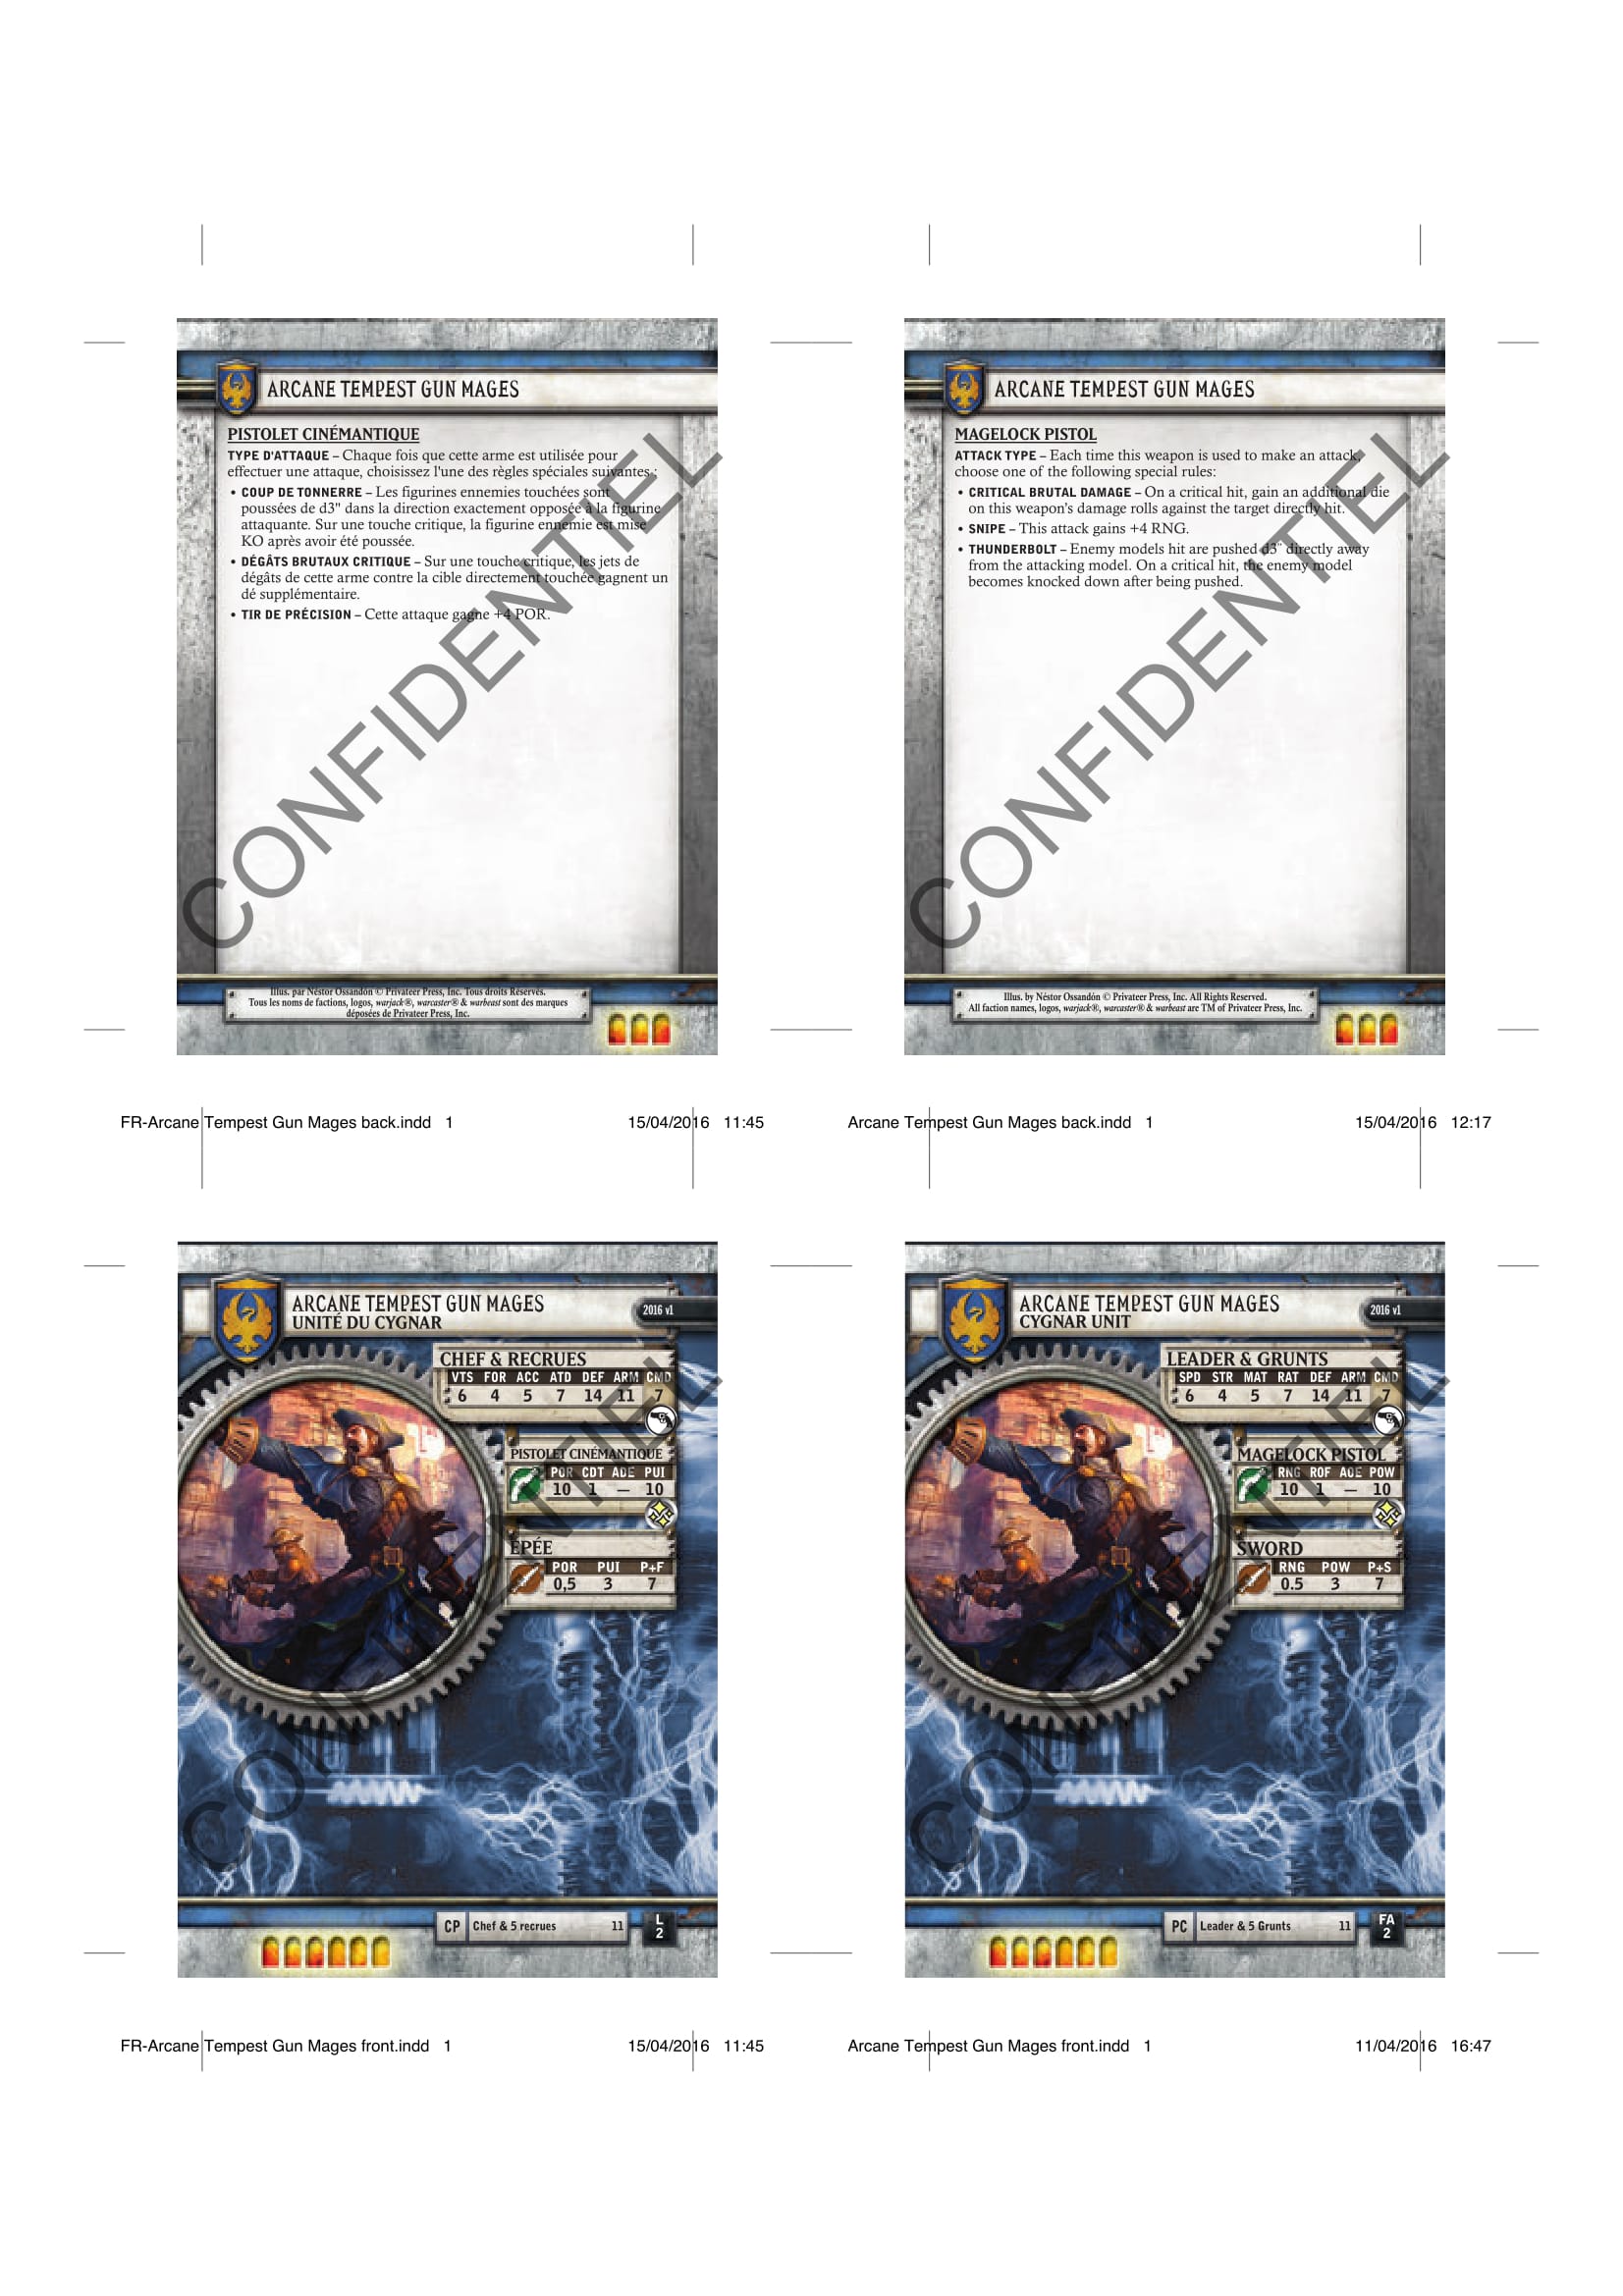 ARCANE TEMPEST GUN MAGES
PISTOLET CINÉMANTIQUE
TYPE D'ATTAQUE – Chaque fois que cette arme est utilisée pour
effectuer une attaque, choisissez l'une des règles spéciales suivantes :
• COUP DE TONNERRE – Les figurines ennemies touchées sont
poussées de d3" dans la direction exactement opposée à la figurine
attaquante. Sur une touche critique, la figurine ennemie est mise
KO après avoir été poussée.
• DÉGÂTS BRUTAUX CRITIQUE – Sur une touche critique, les jets de
dégâts de cette arme contre la cible directement touchée gagnent un
dé supplémentaire.
• TIR DE PRÉCISION – Cette attaque gagne +4 POR.
CONFIDENTIEL
Illus. par Néstor Ossandón © Privateer Press, Inc. Tous droits Reservés.
Tous les noms de factions, logos, warjack®, warcaster® & warbeast sont des marques
déposées de Privateer Press, Inc.
FR-Arcane Tempest Gun Mages back.indd 1 15/04/2016 11:45
ARCANE TEMPEST GUN MAGES
MAGELOCK PISTOL
ATTACK TYPE – Each time this weapon is used to make an attack,
choose one of the following special rules:
• CRITICAL BRUTAL DAMAGE – On a critical hit, gain an additional die
on this weapon's damage rolls against the target directly hit.
• SNIPE – This attack gains +4 RNG.
• THUNDERBOLT – Enemy models hit are pushed d3" directly away
from the attacking model. On a critical hit, the enemy model
becomes knocked down after being pushed.
CONFIDENTIEL
Illus. by Néstor Ossandón © Privateer Press, Inc. All Rights Reserved.
All faction names, logos, warjack®, warcaster® & warbeast are TM of Privateer Press, Inc.
Arcane Tempest Gun Mages back.indd 1 15/04/2016 12:17
ARCANE TEMPEST GUN MAGES
UNITÉ DU CYGNAR
2016 v1
CHEF & RECRUES
VTS FOR ACC ATD DEF ARM CMD
6 4 5 7 14 11 7
PISTOLET CINÉMANTIQUE
POR CDT ADE PUI
10 1 — 10
ÉPÉE
POR PUI P+F
0,5 3 7
CONFIDENTIEL
CP Chef & 5 recrues 11
L
2
FR-Arcane Tempest Gun Mages front.indd 1 15/04/2016 11:45
ARCANE TEMPEST GUN MAGES
CYGNAR UNIT
2016 v1
LEADER & GRUNTS
SPD STR MAT RAT DEF ARM CMD
6 4 5 7 14 11 7
MAGELOCK PISTOL
RNG ROF AOE POW
10 1 — 10
SWORD
RNG POW P+S
0.5 3 7
CONFIDENTIEL
PC Leader & 5 Grunts 11
FA
2
Arcane Tempest Gun Mages front.indd 1 11/04/2016 16:47